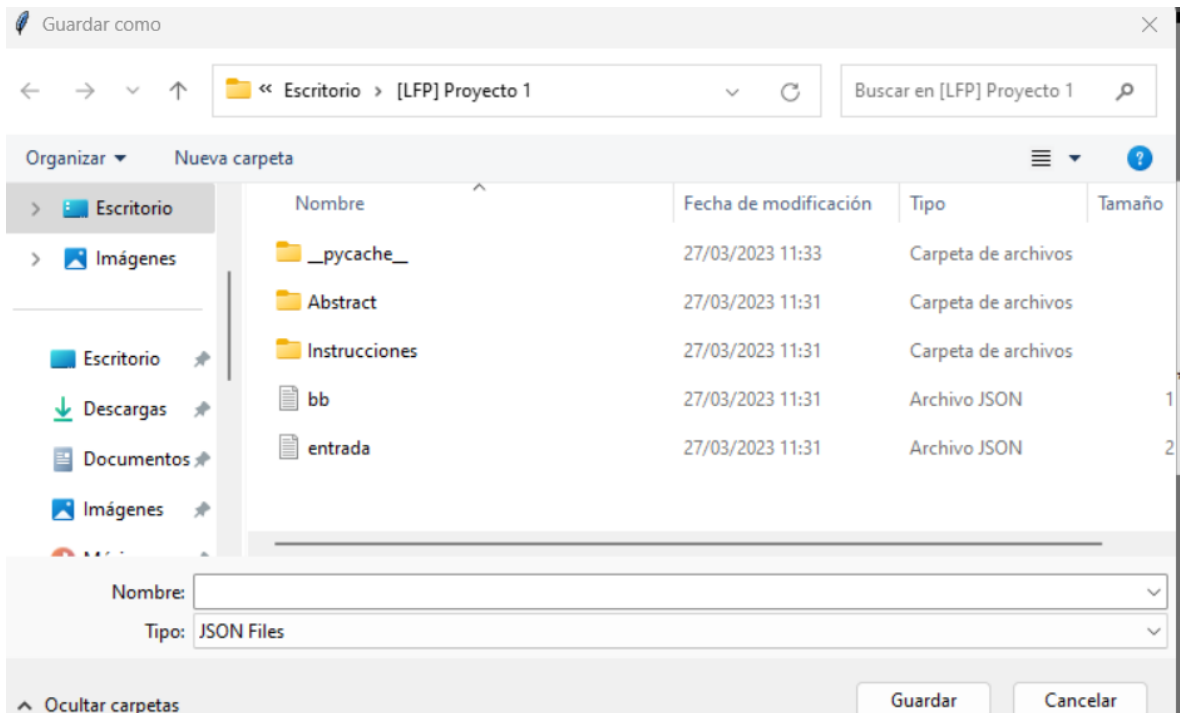 Guardar como
« Escritorio > [LFP] Proyecto 1
Buscar en [LFP] Proyecto 1
Organizar Nueva carpeta
?
Escritorio
Imágenes
Escritorio
Descargas
Documentos
Imágenes
Nombre Fecha de modificación Tipo Tamaño
__pycache__ 27/03/2023 11:33 Carpeta de archivos
Abstract 27/03/2023 11:31 Carpeta de archivos
Instrucciones 27/03/2023 11:31 Carpeta de archivos
bb 27/03/2023 11:31 Archivo JSON 1
entrada 27/03/2023 11:31 Archivo JSON 2
Nombre:
Tipo: JSON Files
Ocultar carpetas
Guardar Cancelar